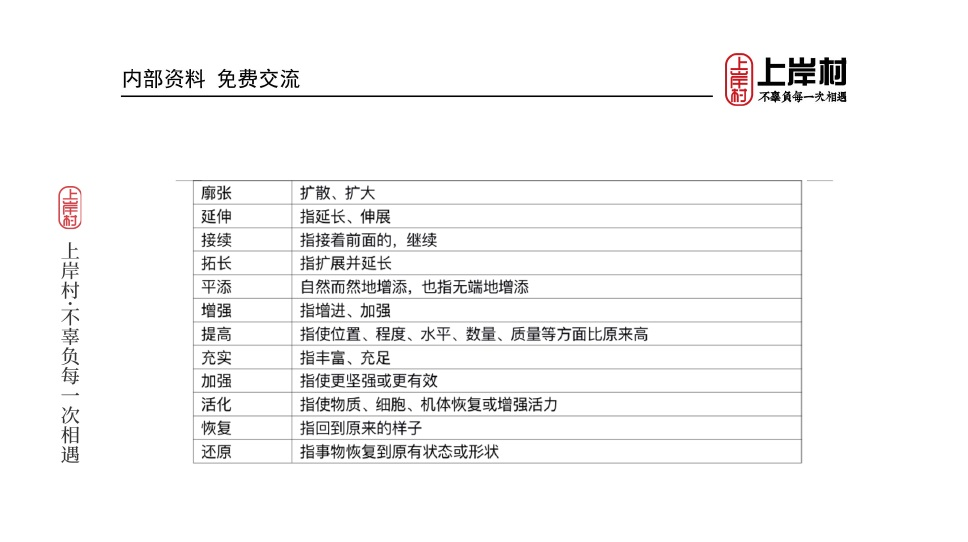 内部资料 免费交流
上岸村
上岸村
不辜负每一次相遇
上岸村
上岸村·不辜负每一次相遇
廓张 扩散、扩大
延伸 指延长、伸展
接续 指接着前面的，继续
拓长 指扩展并延长
平添 自然而然地增添，也指无端地增添
增强 指增进、加强
提高 指使位置、程度、水平、数量、质量等方面比原来高
充实 指丰富、充足
加强 指使更坚强或更有效
活化 指使物质、细胞、机体恢复或增强活力
恢复 指回到原来的样子
还原 指事物恢复到原有状态或形状